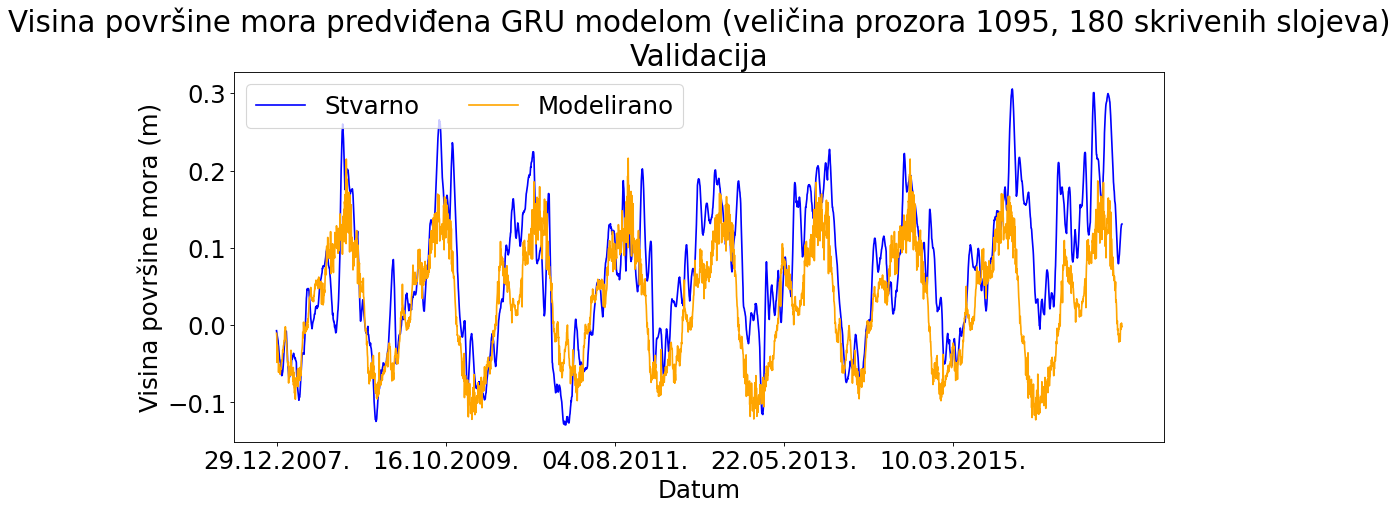 Visina površine mora predviđena GRU modelom (veličina prozora 1095, 180 skrivenih slojeva)
Validacija
Stvarno Modelirano
Visina površine mora (m)
0.3
0.2
0.1
0.0
−0.1
29.12.2007. 16.10.2009. 04.08.2011. 22.05.2013. 10.03.2015.
Datum